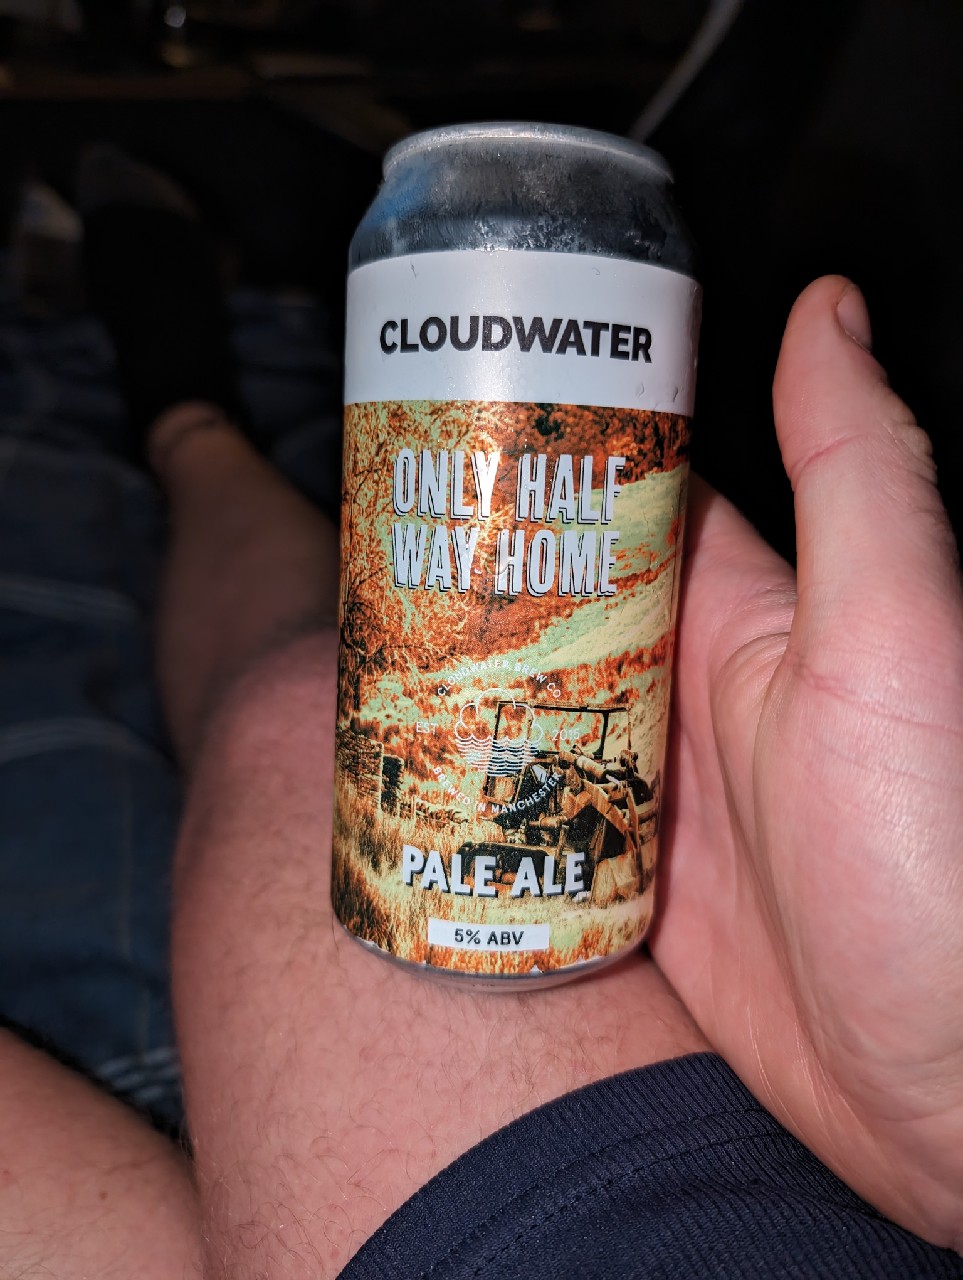 CLOUDWATER
ONLY HALF
WAY HOME
CLOUDWATER BREW CO
EST 2015
BREWED IN MANCHESTER
PALE ALE
5% ABV